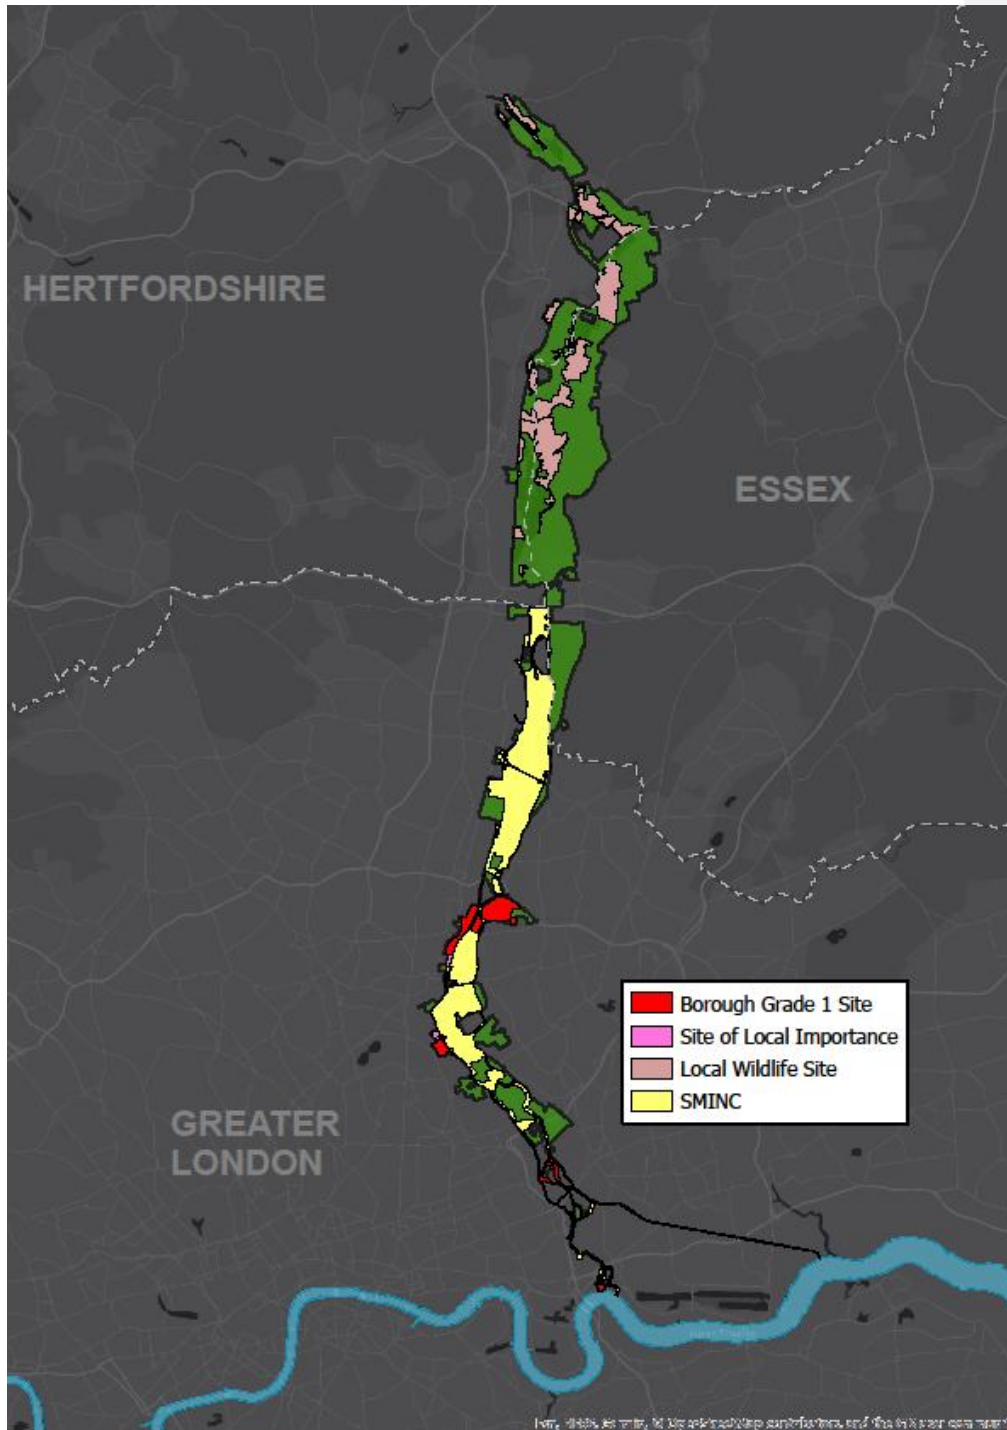 HERTFORDSHIRE
ESSEX
Borough Grade 1 Site
Site of Local Importance
Local Wildlife Site
SMINC
GREATER
LONDON